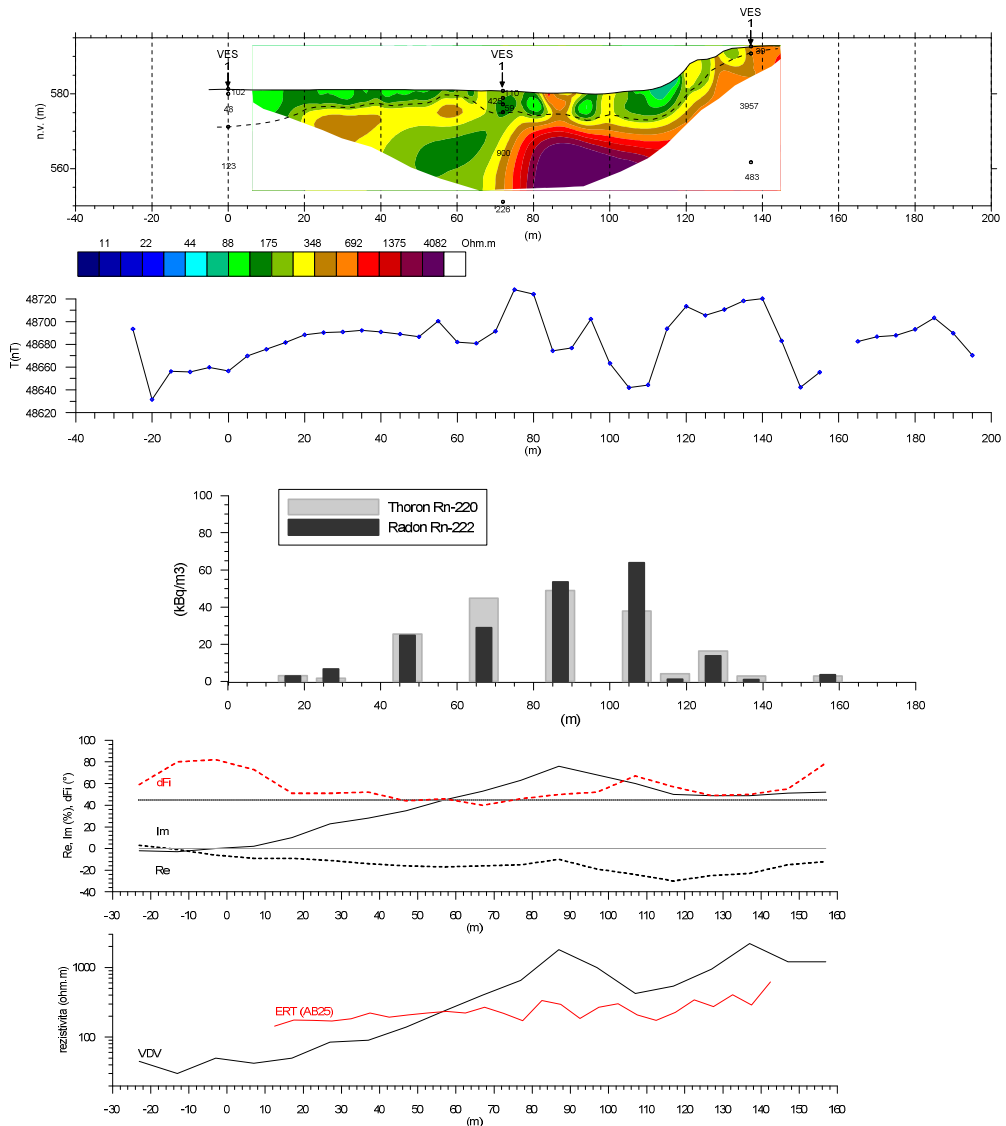 VES
1
VES
1
VES
1
n.v. (m)
580
560
102
48
123
110
426
900
226
39
3957
483
-40 -20 0 20 40 60 80 100 120 140 160 180 200
(m)
11 22 44 88 175 348 692 1375 4082 Ohm.m
T(nT)
48720
48700
48680
48660
48640
48620
-40 -20 0 20 40 60 80 100 120 140 160 180 200
(m)
(kBq/m3)
100
80
60
40
20
0
Thoron Rn-220
Radon Rn-222
0 20 40 60 80 100 120 140 160 180
(m)
Re, Im (%), dFi (°)
100
80
60
40
20
0
-20
-40
dFi
Im
Re
-30 -20 -10 0 10 20 30 40 50 60 70 80 90 100 110 120 130 140 150 160
(m)
rezistivita (ohm.m)
1000
100
ERT (AB25)
VDV
-30 -20 -10 0 10 20 30 40 50 60 70 80 90 100 110 120 130 140 150 160
(m)